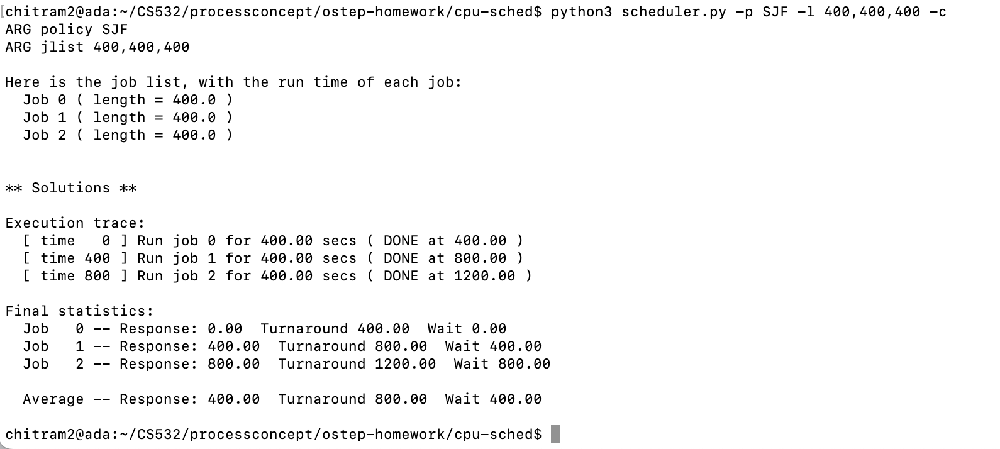 [chitram2@ada:~/CS532/processconcept/ostep-homework/cpu-sched$ python3 scheduler.py -p SJF -l 400,400,400 -c
ARG policy SJF
ARG jlist 400,400,400
Here is the job list, with the run time of each job:
  Job 0 ( length = 400.0 )
  Job 1 ( length = 400.0 )
  Job 2 ( length = 400.0 )
** Solutions **
Execution trace:
  [ time   0 ] Run job 0 for 400.00 secs ( DONE at 400.00 )
  [ time 400 ] Run job 1 for 400.00 secs ( DONE at 800.00 )
  [ time 800 ] Run job 2 for 400.00 secs ( DONE at 1200.00 )
Final statistics:
  Job   0 -- Response: 0.00  Turnaround 400.00  Wait 0.00
  Job   1 -- Response: 400.00  Turnaround 800.00  Wait 400.00
  Job   2 -- Response: 800.00  Turnaround 1200.00  Wait 800.00
  Average -- Response: 400.00  Turnaround 800.00  Wait 400.00
chitram2@ada:~/CS532/processconcept/ostep-homework/cpu-sched$